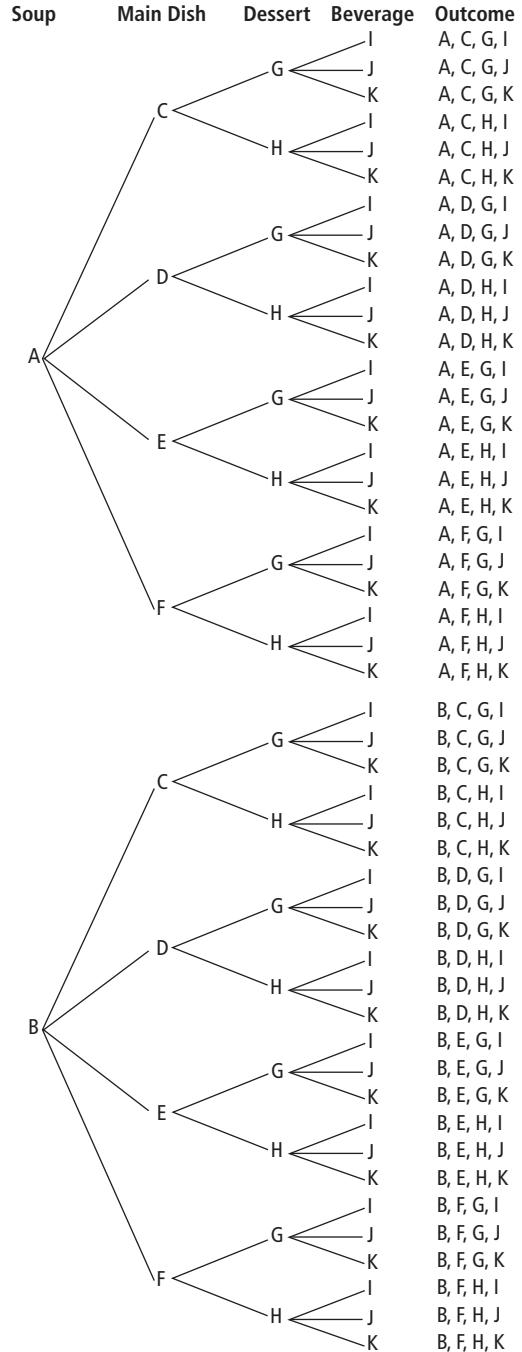 Soup Main Dish Dessert Beverage Outcome
I A, C, G, I
G J A, C, G, J
K A, C, G, K
C
I A, C, H, I
H J A, C, H, J
K A, C, H, K
I A, D, G, I
G J A, D, G, J
K A, D, G, K
D
I A, D, H, I
H J A, D, H, J
K A, D, H, K
A
I A, E, G, I
G J A, E, G, J
K A, E, G, K
E
I A, E, H, I
H J A, E, H, J
K A, E, H, K
I A, F, G, I
G J A, F, G, J
K A, F, G, K
F
I A, F, H, I
H J A, F, H, J
K A, F, H, K
I B, C, G, I
G J B, C, G, J
K B, C, G, K
C
I B, C, H, I
H J B, C, H, J
K B, C, H, K
I B, D, G, I
G J B, D, G, J
K B, D, G, K
D
I B, D, H, I
H J B, D, H, J
K B, D, H, K
B
I B, E, G, I
G J B, E, G, J
K B, E, G, K
E
I B, E, H, I
H J B, E, H, J
K B, E, H, K
I B, F, G, I
G J B, F, G, J
K B, F, G, K
F
I B, F, H, I
H J B, F, H, J
K B, F, H, K